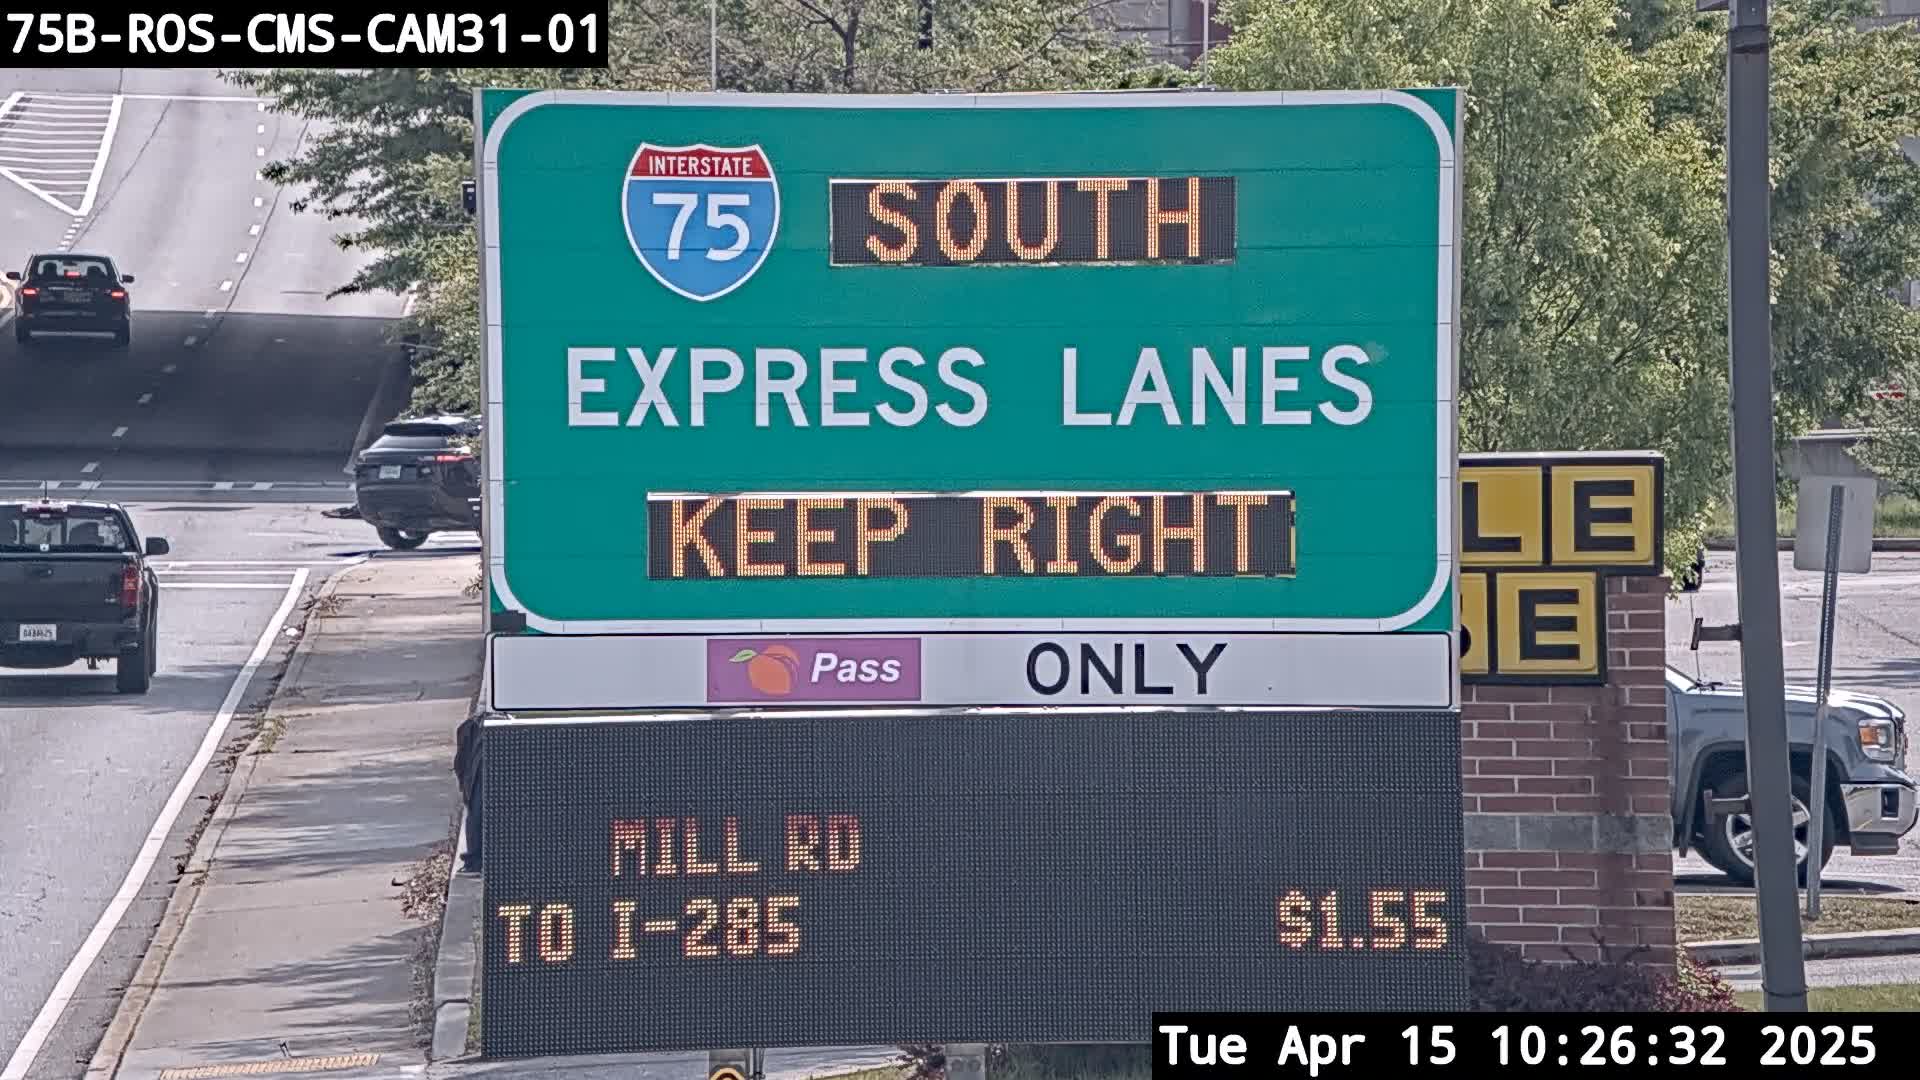 75B-ROS-CMS-CAM31-01
INTERSTATE
75
SOUTH
EXPRESS LANES
KEEP RIGHT
Pass
ONLY
MILL RD
TO I-285
$1.55
LE
E
Tue Apr 15 10:26:32 2025